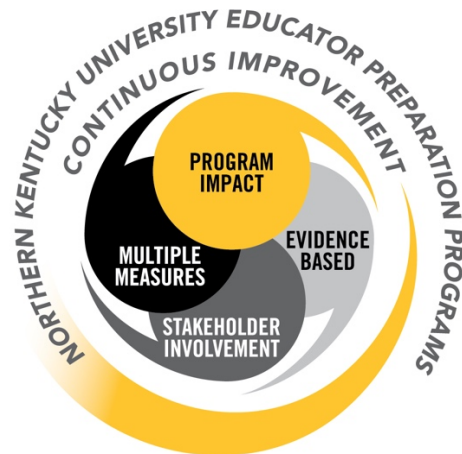 NORTHERN KENTUCKY UNIVERSITY EDUCATOR PREPARATION PROGRAMS
CONTINUOUS IMPROVEMENT
PROGRAM
IMPACT
MULTIPLE
MEASURES
EVIDENCE
BASED
STAKEHOLDER
INVOLVEMENT